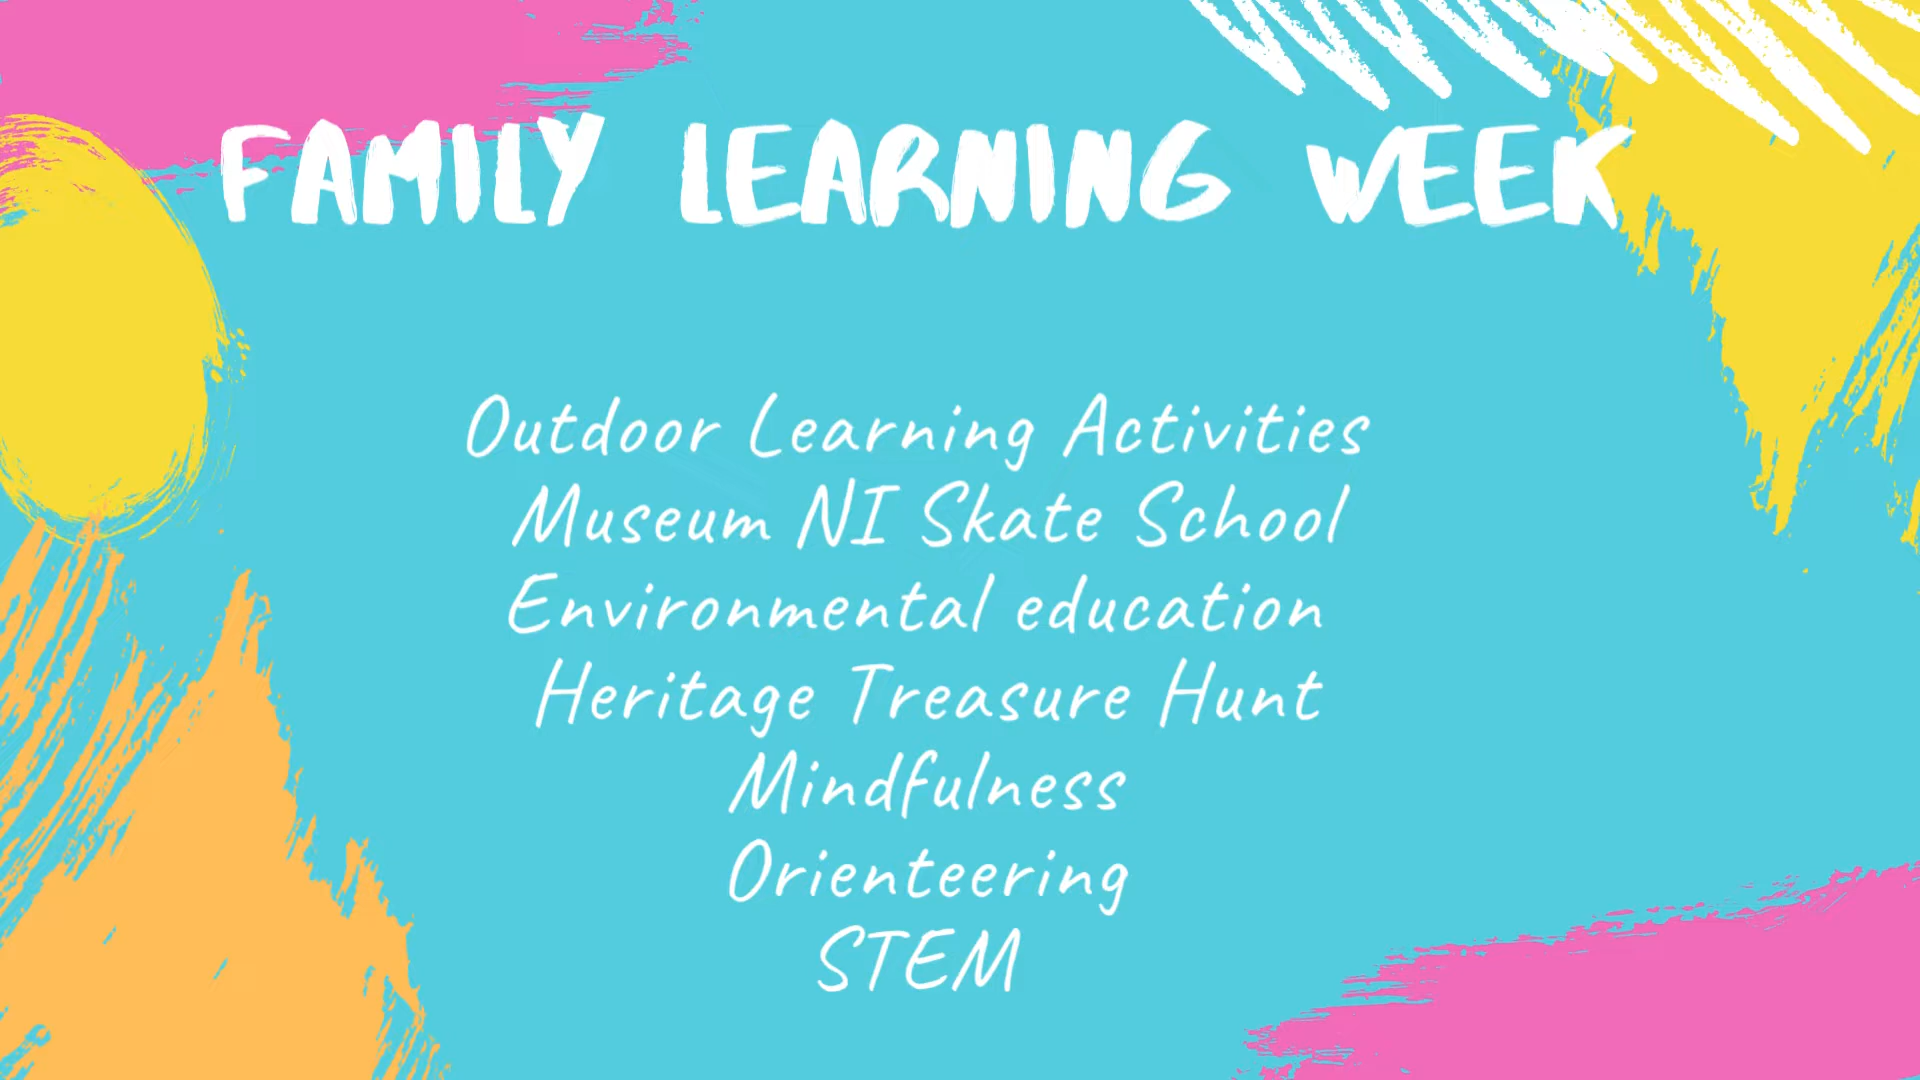 FAMILY LEARNING WEEK
Outdoor Learning Activities
Museum NI Skate School
Environmental education
Heritage Treasure Hunt
Mindfulness
Orienteering
STEM